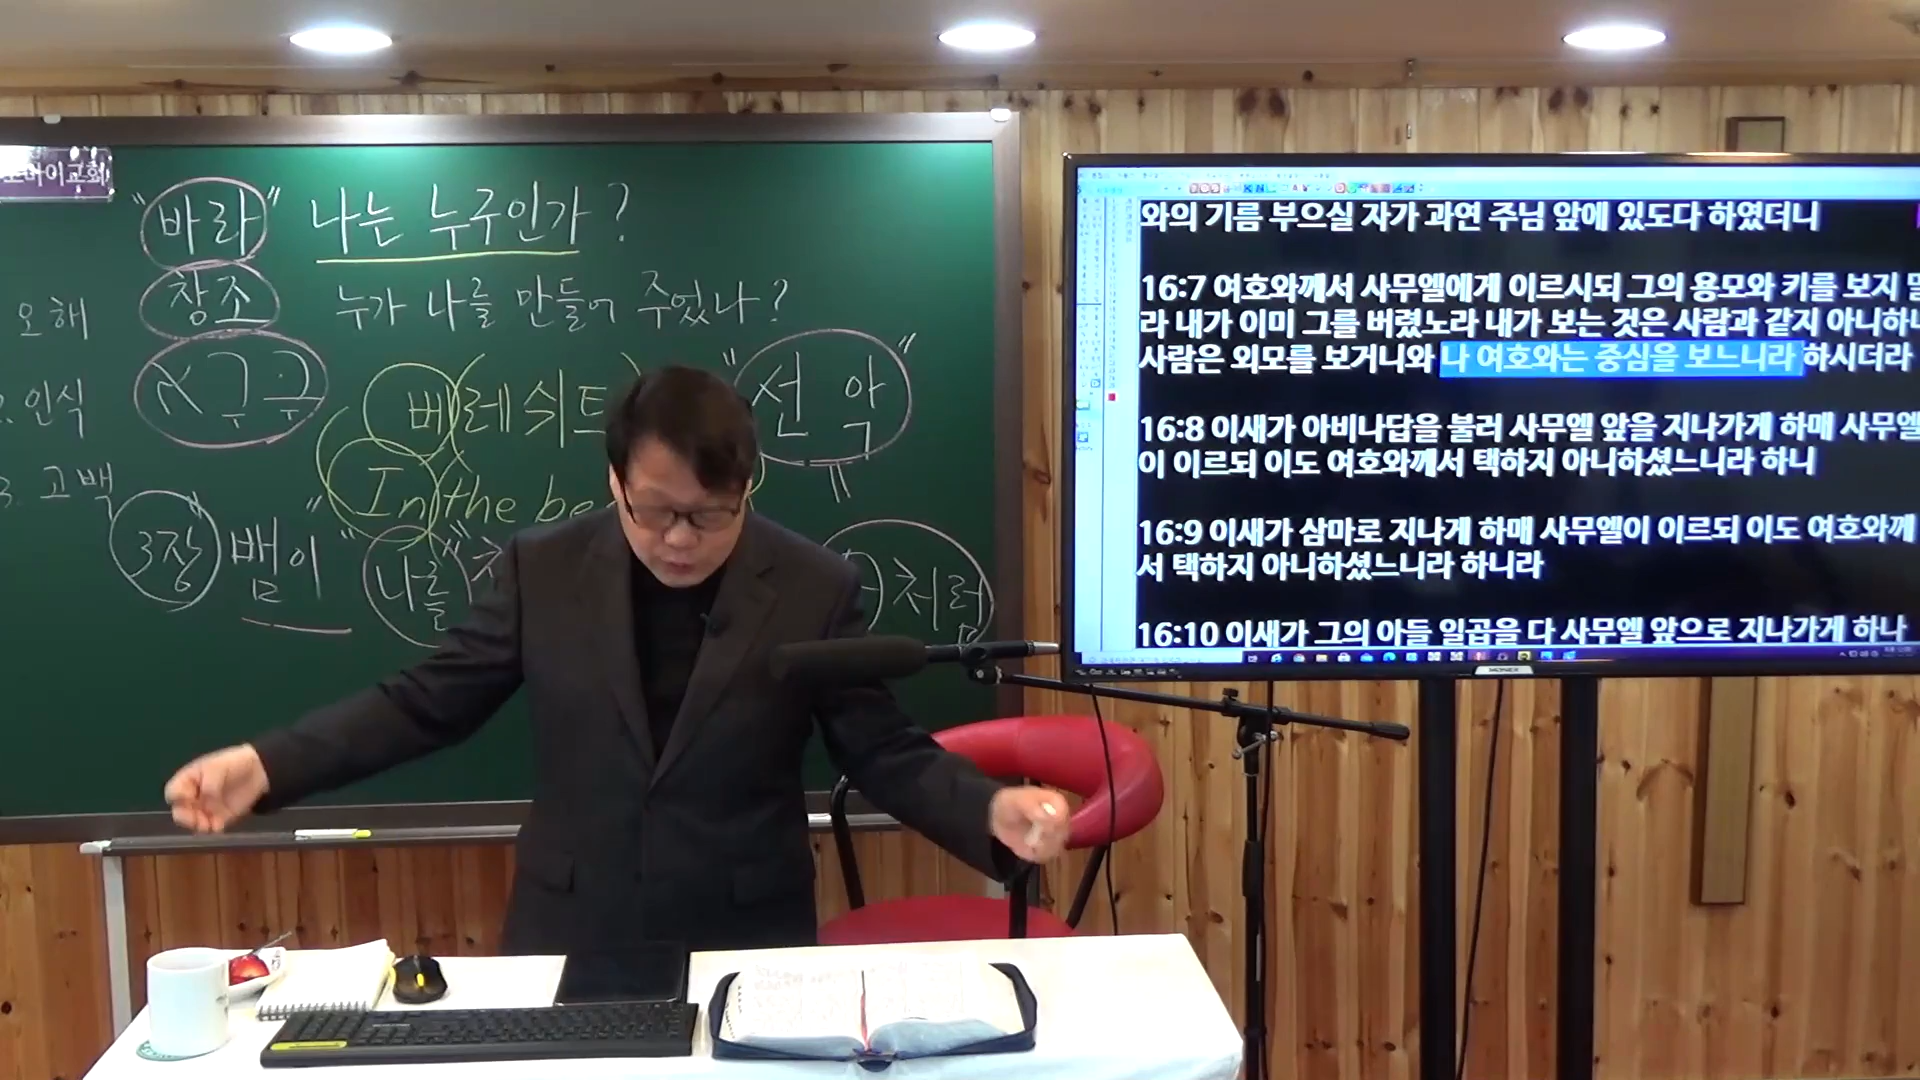 마이교회
"바라" 나는 누구인가?
창조 누가 나를 만들어 주었나?
오해
무
베레쉬트
"선 악"
2. 인식
In the be
3. 고백
3장 "뱀이"
나를
처럼
와의 기름 부으실 자가 과연 주님 앞에 있도다 하였더니
16:7 여호와께서 사무엘에게 이르시되 그의 용모와 키를 보지 말
라 내가 이미 그를 버렸노라 내가 보는 것은 사람과 같지 아니하니
사람은 외모를 보거니와 나 여호와는 중심을 보느니라 하시더라
16:8 이새가 아비나답을 불러 사무엘 앞을 지나가게 하매 사무엘
이 이르되 이도 여호와께서 택하지 아니하셨느니라 하니
16:9 이새가 삼마로 지나게 하매 사무엘이 이르되 이도 여호와께
서 택하지 아니하셨느니라 하니라
16:10 이새가 그의 아들 일곱을 다 사무엘 앞으로 지나가게 하나